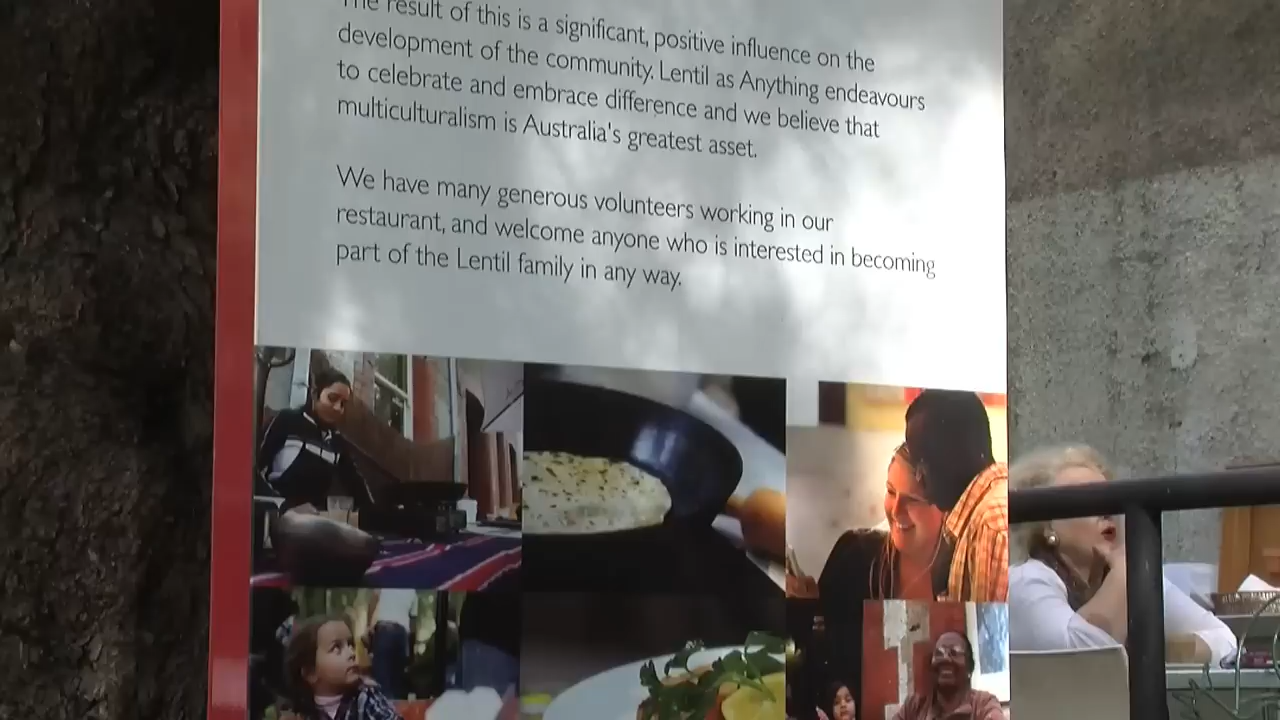 The result of this is a significant, positive influence on the
development of the community. Lentil as Anything endeavours
to celebrate and embrace difference and we believe that
multiculturalism is Australia's greatest asset.
We have many generous volunteers working in our
restaurant, and welcome anyone who is interested in becoming
part of the Lentil family in any way.